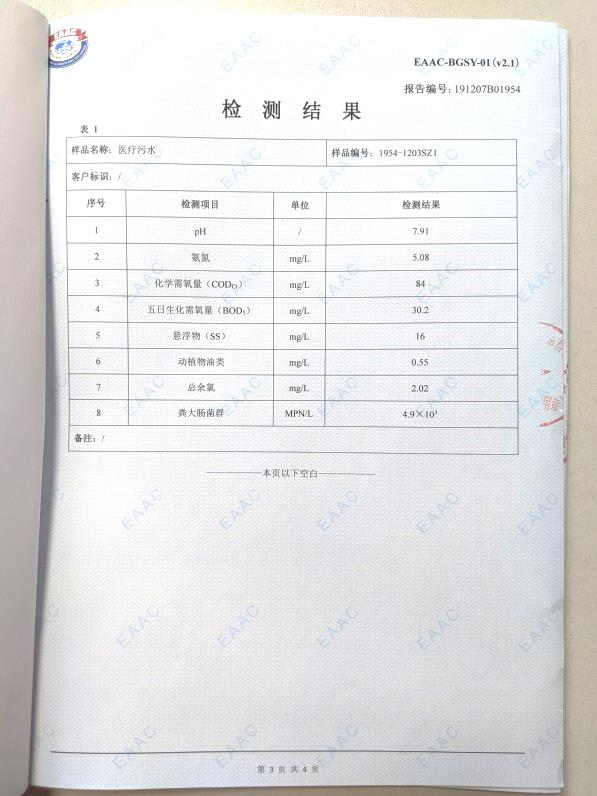 EAAC
EAAC-BGSY-01(v2.1)
报告编号: 191207B01954
检测结果
表 1
样品名称: 医疗污水 样品编号: 1954-1203SZ1
客户标识: /
序号 检测项目 单位 检测结果
1 pH / 7.91
2 氨氮 mg/L 5.08
3 化学需氧量（CODCr） mg/L 84
4 五日生化需氧量（BOD₅） mg/L 30.2
5 悬浮物（SS） mg/L 16
6 动植物油类 mg/L 0.55
7 总余氯 mg/L 2.02
8 粪大肠菌群 MPN/L 4.9×10³
备注: /
——————本页以下空白——————
第 3 页 共 4 页
用章